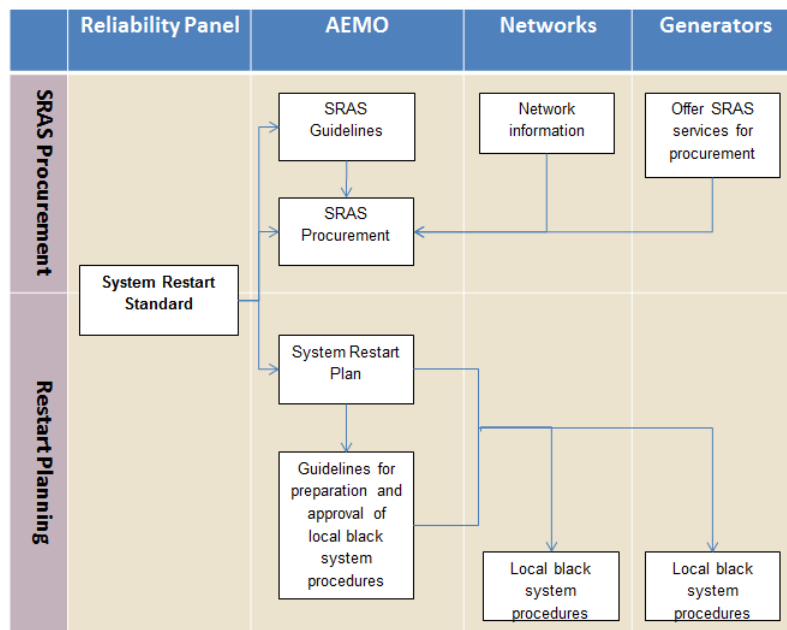 Reliability Panel
AEMO
Networks
Generators
SRAS Procurement
SRAS
Guidelines
Network
information
Offer SRAS
services for
procurement
SRAS
Procurement
System Restart
Standard
Restart Planning
System Restart
Plan
Guidelines for
preparation and
approval of
local black
system
procedures
Local black
system
procedures
Local black
system
procedures